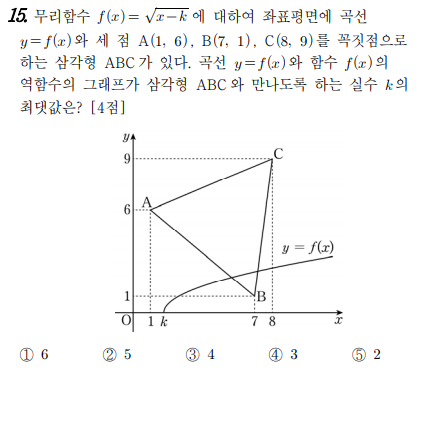 15. 무리함수 f(x)=√(x−k) 에 대하여 좌표평면에 곡선
y=f(x)와 세 점 A(1, 6), B(7, 1), C(8, 9)를 꼭짓점으로
하는 삼각형 ABC가 있다. 곡선 y=f(x)와 함수 f(x)의
역함수의 그래프가 삼각형 ABC와 만나도록 하는 실수 k의
최댓값은? [4점]
y
9
C
A
6
y=f(x)
1
B
O 1 k 7 8 x
① 6 ② 5 ③ 4 ④ 3 ⑤ 2